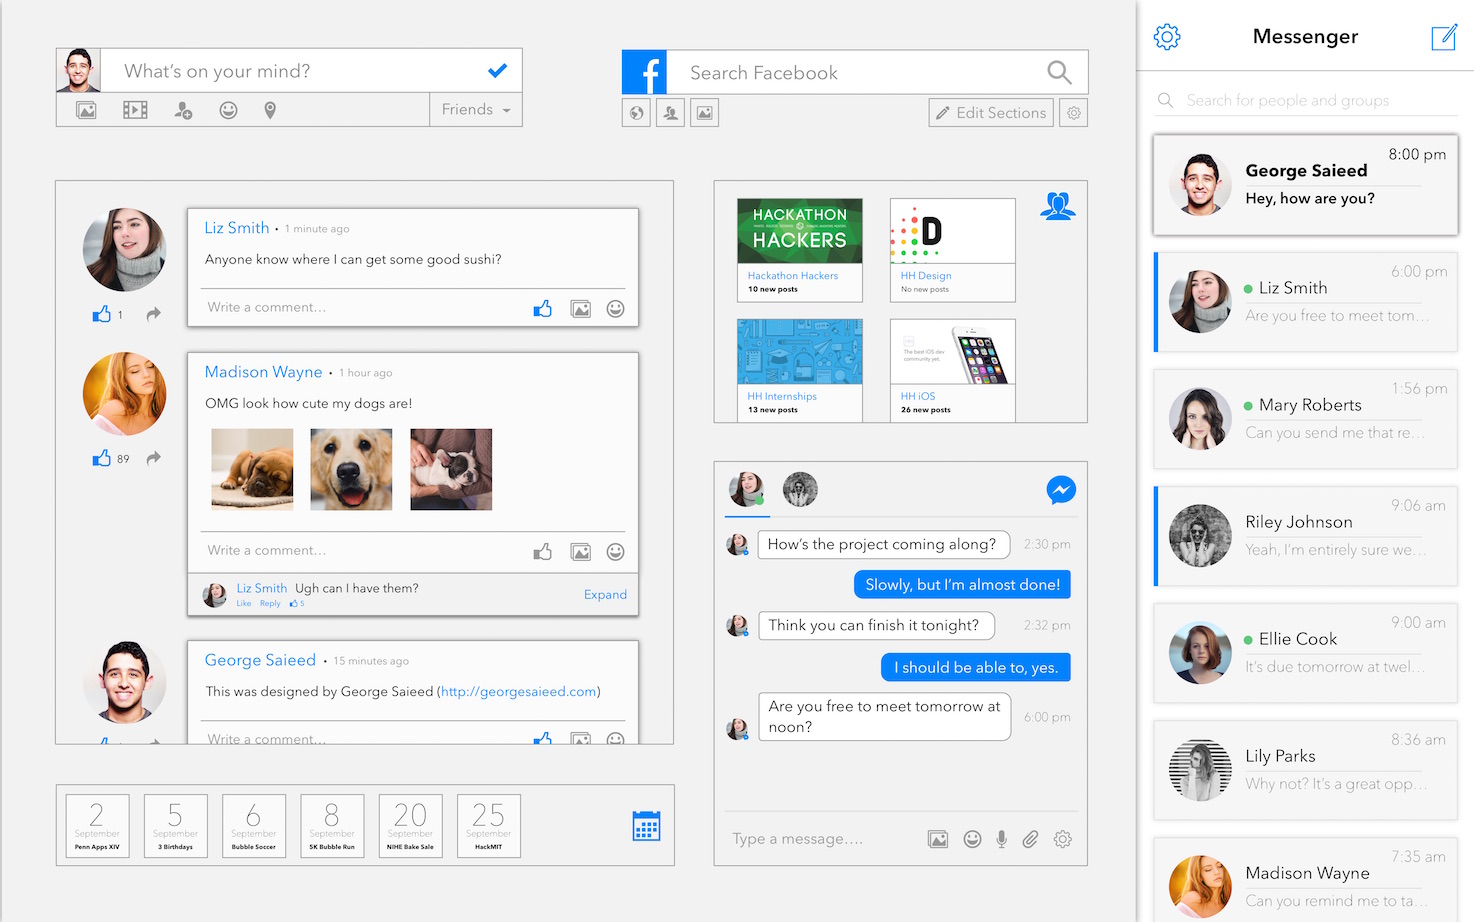 What's on your mind?
Friends
f
Search Facebook
Edit Sections
Liz Smith • 1 minute ago
Anyone know where I can get some good sushi?
Write a comment...
1
Madison Wayne • 1 hour ago
OMG look how cute my dogs are!
89
Write a comment...
Liz Smith Ugh can I have them?
Like Reply 5
Expand
George Saieed • 15 minutes ago
This was designed by George Saieed (http://georgesaieed.com)
Write a comment...
2
September
Penn Apps XIV
5
September
3 Birthdays
6
September
Bubble Soccer
8
September
5K Bubble Run
20
September
NIHE Bake Sale
25
September
HackMIT
HACKATHON
HACKERS
Hackathon Hackers
10 new posts
D
HH Design
No new posts
HH Internships
13 new posts
The best iOS dev
community yet.
HH iOS
26 new posts
How's the project coming along? 2:30 pm
Slowly, but I'm almost done!
Think you can finish it tonight? 2:32 pm
I should be able to, yes.
Are you free to meet tomorrow at
noon?
6:00 pm
Type a message....
Messenger
Search for people and groups
8:00 pm
George Saieed
Hey, how are you?
6:00 pm
Liz Smith
Are you free to meet tom...
1:56 pm
Mary Roberts
Can you send me that re...
9:06 am
Riley Johnson
Yeah, I'm entirely sure we...
9:00 am
Ellie Cook
It's due tomorrow at twel...
8:36 am
Lily Parks
Why not? It's a great opp...
7:35 am
Madison Wayne
Can you remind me to ta...